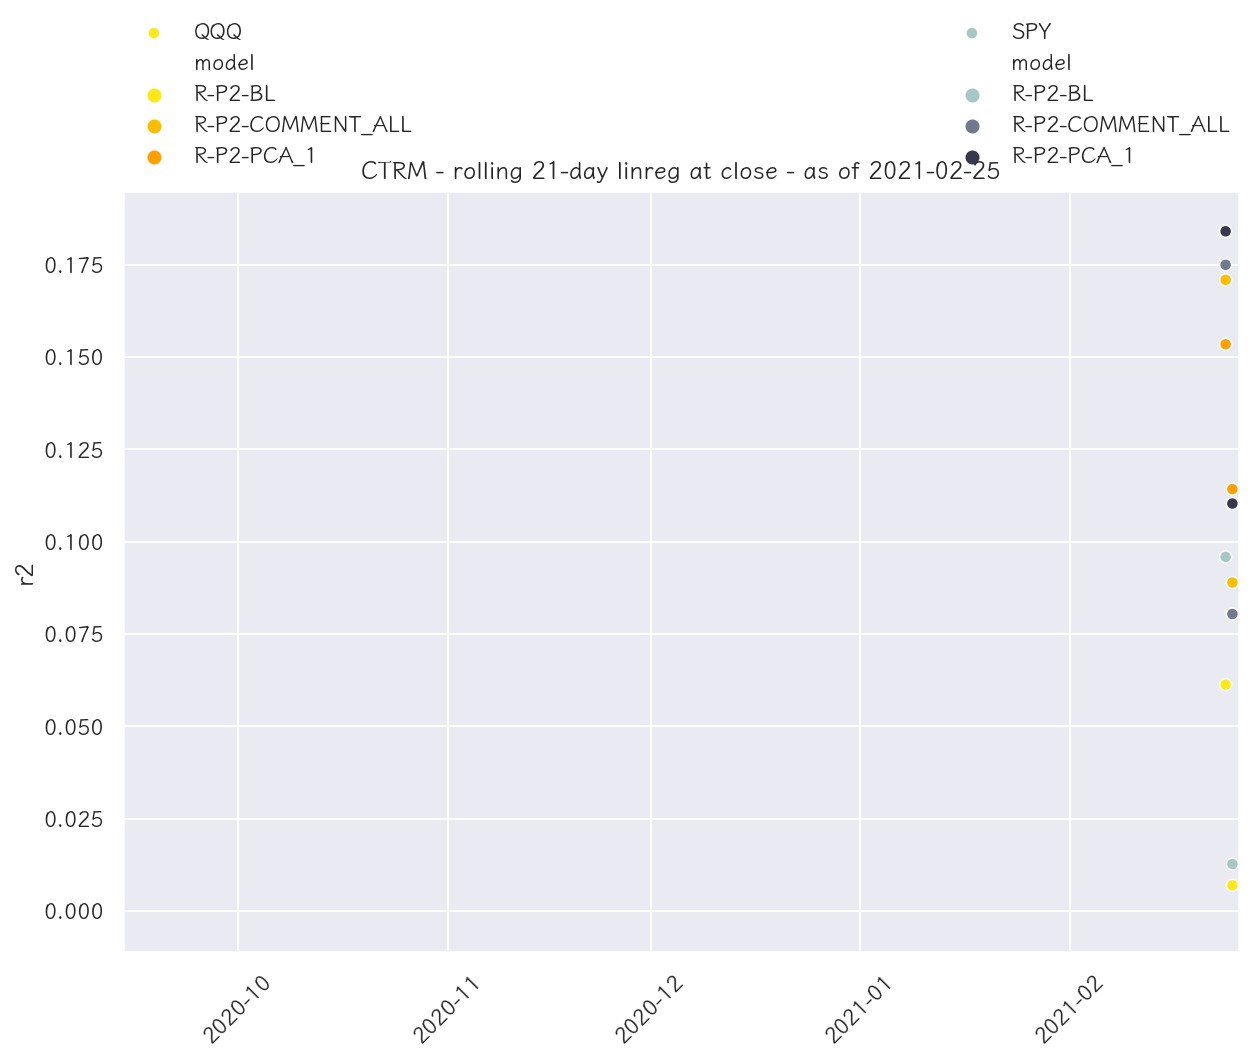 QQQ
model
R-P2-BL
R-P2-COMMENT_ALL
R-P2-PCA_1
SPY
model
R-P2-BL
R-P2-COMMENT_ALL
R-P2-PCA_1
CTRM - rolling 21-day linreg at close - as of 2021-02-25
0.175
0.150
0.125
0.100
0.075
0.050
0.025
0.000
r2
2020-10
2020-11
2020-12
2021-01
2021-02